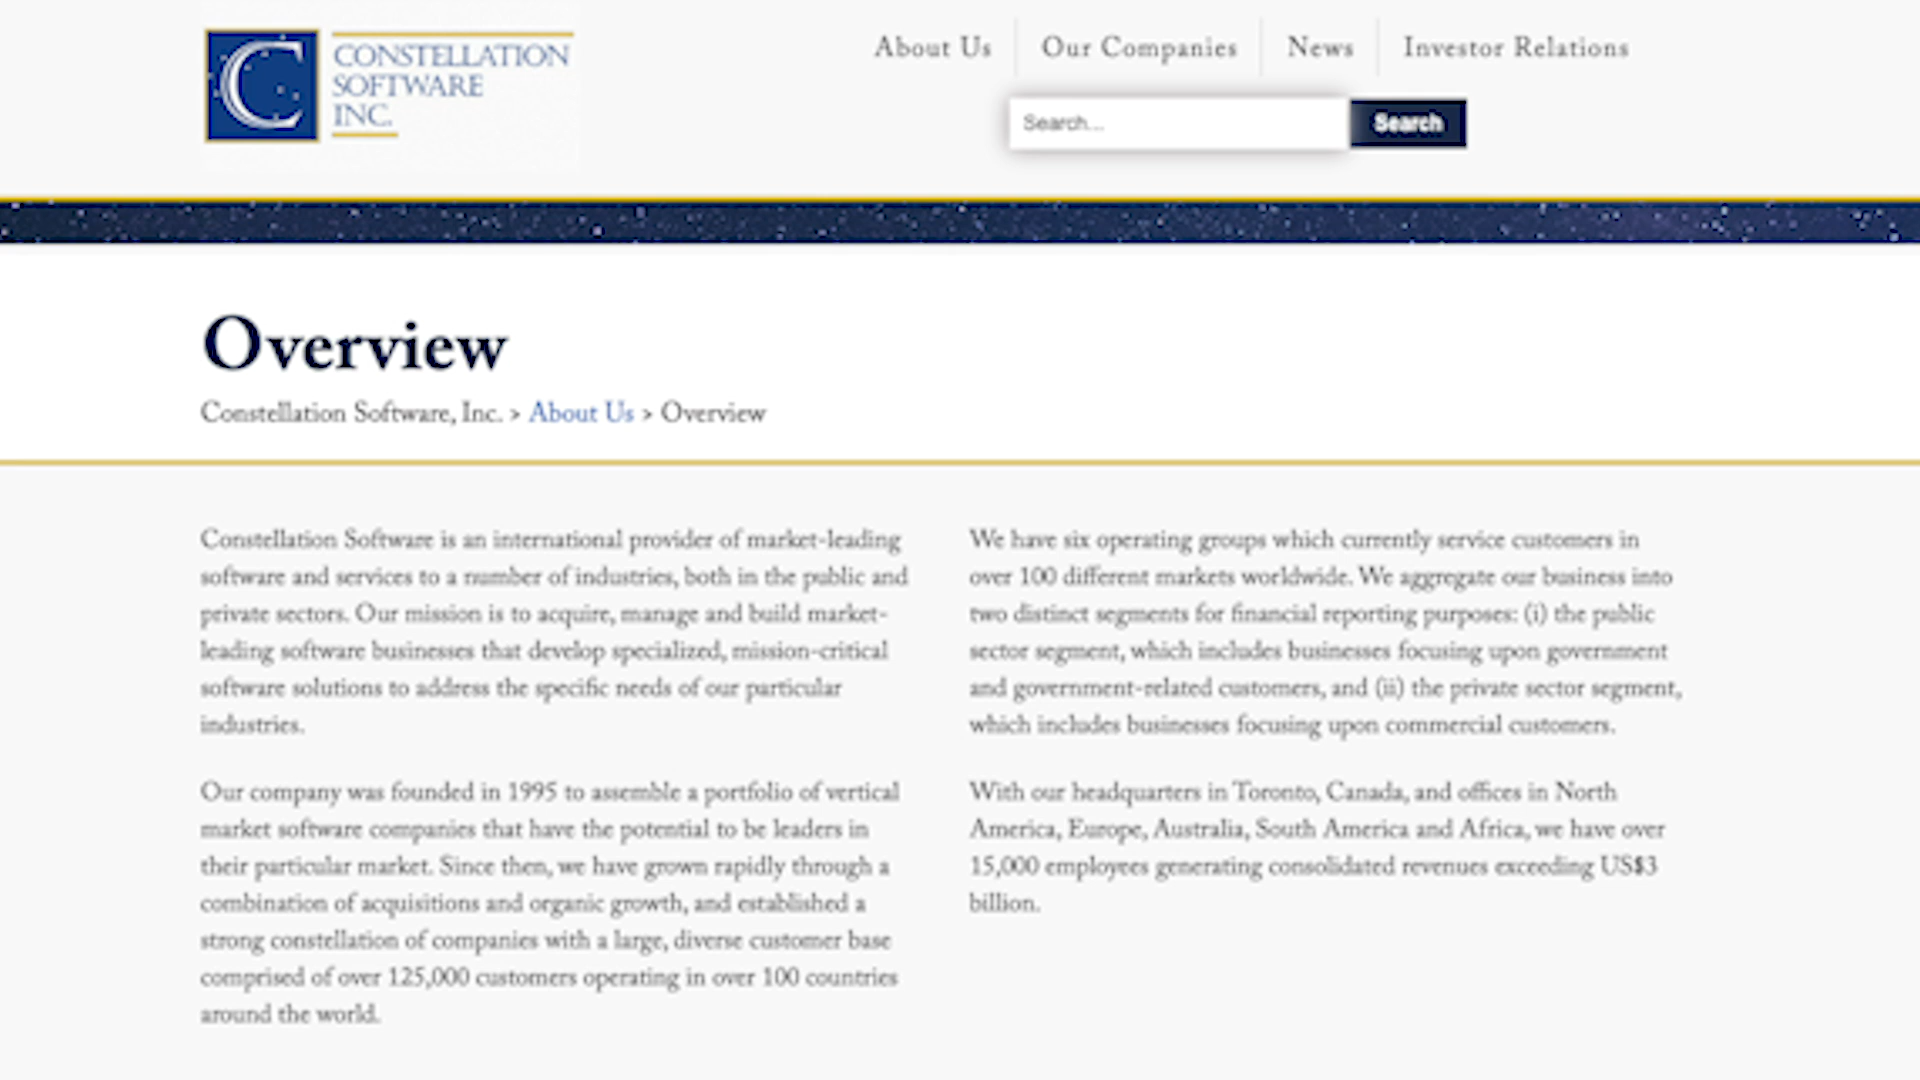 CONSTELLATION
SOFTWARE
INC.
About Us
Our Companies
News
Investor Relations
Search...
Search
Overview
Constellation Software, Inc. > About Us > Overview
Constellation Software is an international provider of market-leading
software and services to a number of industries, both in the public and
private sectors. Our mission is to acquire, manage and build market-
leading software businesses that develop specialized, mission-critical
software solutions to address the specific needs of our particular
industries.
Our company was founded in 1995 to assemble a portfolio of vertical
market software companies that have the potential to be leaders in
their particular market. Since then, we have grown rapidly through a
combination of acquisitions and organic growth, and established a
strong constellation of companies with a large, diverse customer base
comprised of over 125,000 customers operating in over 100 countries
around the world.
We have six operating groups which currently service customers in
over 100 different markets worldwide. We aggregate our business into
two distinct segments for financial reporting purposes: (i) the public
sector segment, which includes businesses focusing upon government
and government-related customers, and (ii) the private sector segment,
which includes businesses focusing upon commercial customers.
With our headquarters in Toronto, Canada, and offices in North
America, Europe, Australia, South America and Africa, we have over
15,000 employees generating consolidated revenues exceeding US$3
billion.